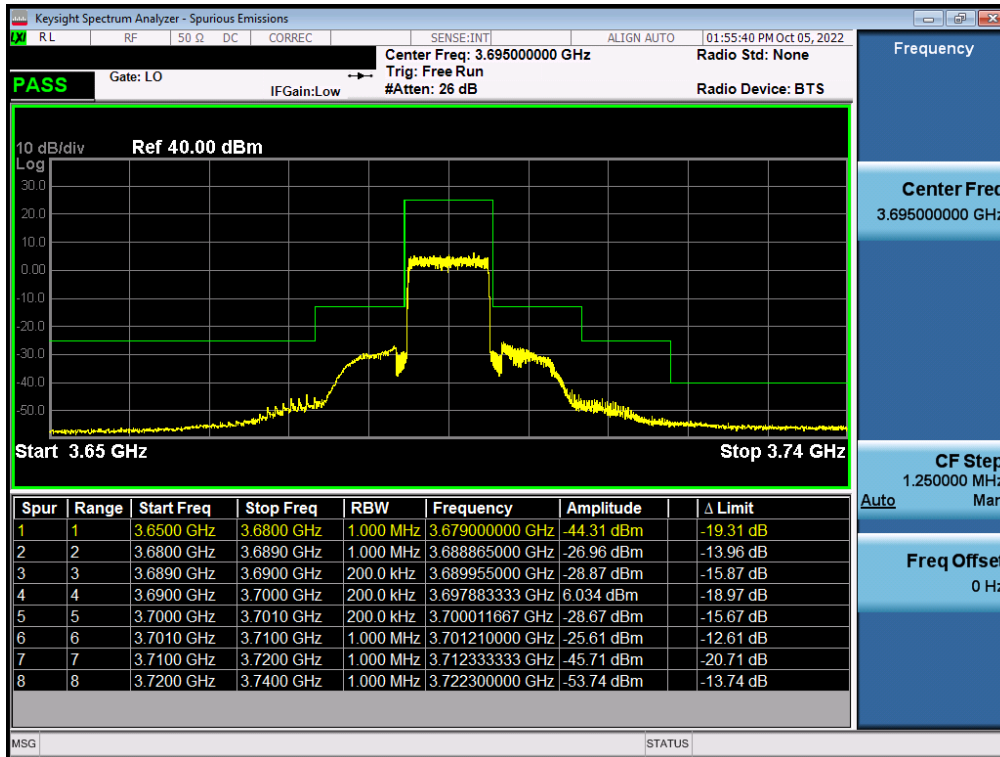 Keysight Spectrum Analyzer - Spurious Emissions
LXI RL RF 50 Ω DC CORREC SENSE:INT ALIGN AUTO 01:55:40 PM Oct 05, 2022
Center Freq: 3.695000000 GHz Radio Std: None
PASS Gate: LO Trig: Free Run
IFGain:Low #Atten: 26 dB Radio Device: BTS
10 dB/div Ref 40.00 dBm
Log
30.0
20.0
10.0
0.00
-10.0
-20.0
-30.0
-40.0
-50.0
Start 3.65 GHz Stop 3.74 GHz
Spur Range Start Freq Stop Freq RBW Frequency Amplitude Δ Limit
1 1 3.6500 GHz 3.6800 GHz 1.000 MHz 3.679000000 GHz -44.31 dBm -19.31 dB
2 2 3.6800 GHz 3.6890 GHz 1.000 MHz 3.688865000 GHz -26.96 dBm -13.96 dB
3 3 3.6890 GHz 3.6900 GHz 200.0 kHz 3.689955000 GHz -28.87 dBm -15.87 dB
4 4 3.6900 GHz 3.7000 GHz 200.0 kHz 3.697883333 GHz 6.034 dBm -18.97 dB
5 5 3.7000 GHz 3.7010 GHz 200.0 kHz 3.700011667 GHz -28.67 dBm -15.67 dB
6 6 3.7010 GHz 3.7100 GHz 1.000 MHz 3.701210000 GHz -25.61 dBm -12.61 dB
7 7 3.7100 GHz 3.7200 GHz 1.000 MHz 3.712333333 GHz -45.71 dBm -20.71 dB
8 8 3.7200 GHz 3.7400 GHz 1.000 MHz 3.722300000 GHz -53.74 dBm -13.74 dB
MSG STATUS
Frequency
Center Freq
3.695000000 GHz
CF Step
1.250000 MHz
Auto Man
Freq Offset
0 Hz